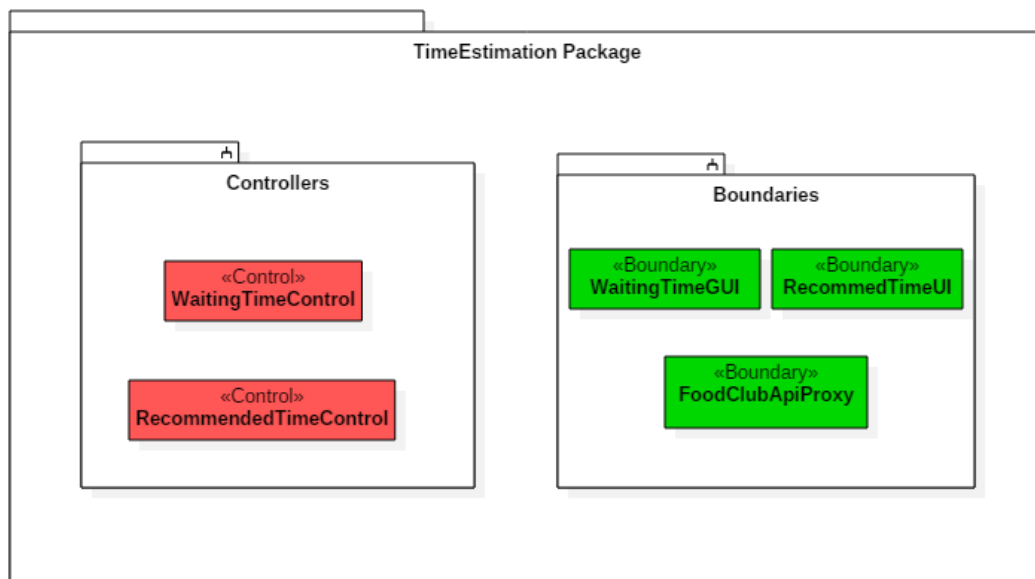 TimeEstimation Package
Controllers
«Control»
WaitingTimeControl
«Control»
RecommendedTimeControl
Boundaries
«Boundary»
WaitingTimeGUI
«Boundary»
RecommedTimeUI
«Boundary»
FoodClubApiProxy